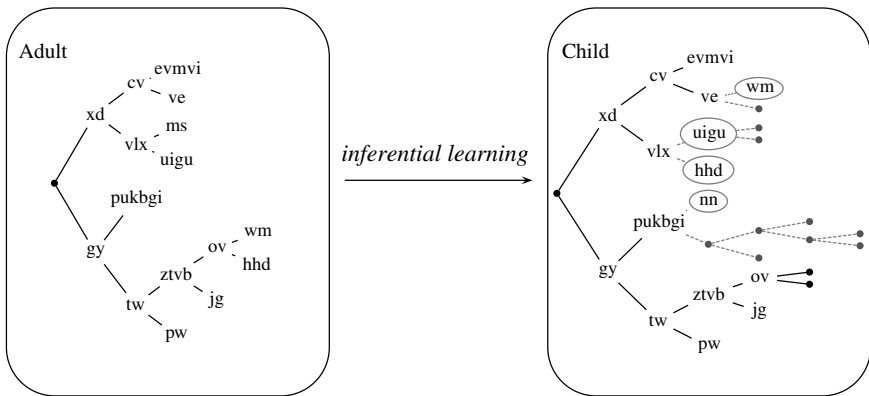 Adult
evmvi
cv
ve
xd
ms
vlx
uigu
pukbgi
gy
wm
ov
hhd
ztvb
jg
tw
pw
inferential learning
Child
evmvi
cv
wm
ve
xd
uigu
vlx
hhd
nn
pukbgi
gy
ov
ztvb
jg
tw
pw